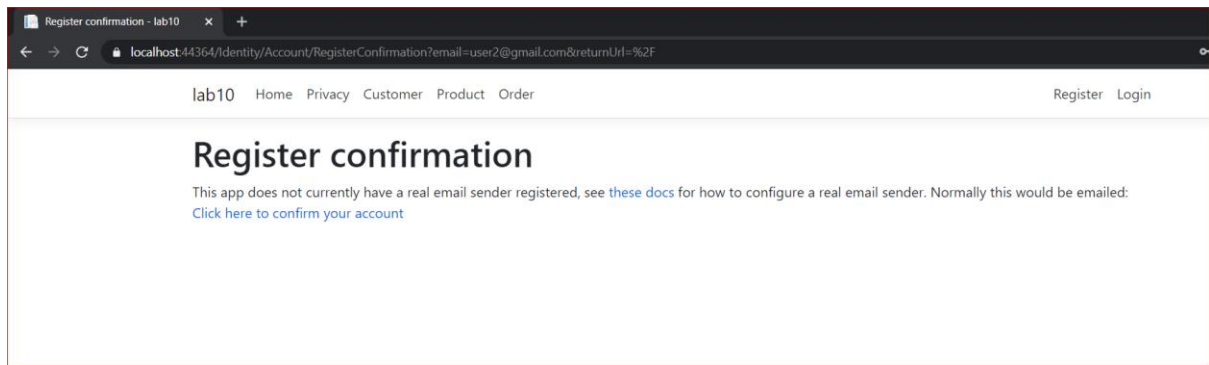 Register confirmation - lab10
localhost:44364/Identity/Account/RegisterConfirmation?email=user2@gmail.com&returnUrl=%2F
lab10 Home Privacy Customer Product Order Register Login
Register confirmation
This app does not currently have a real email sender registered, see these docs for how to configure a real email sender. Normally this would be emailed:
Click here to confirm your account